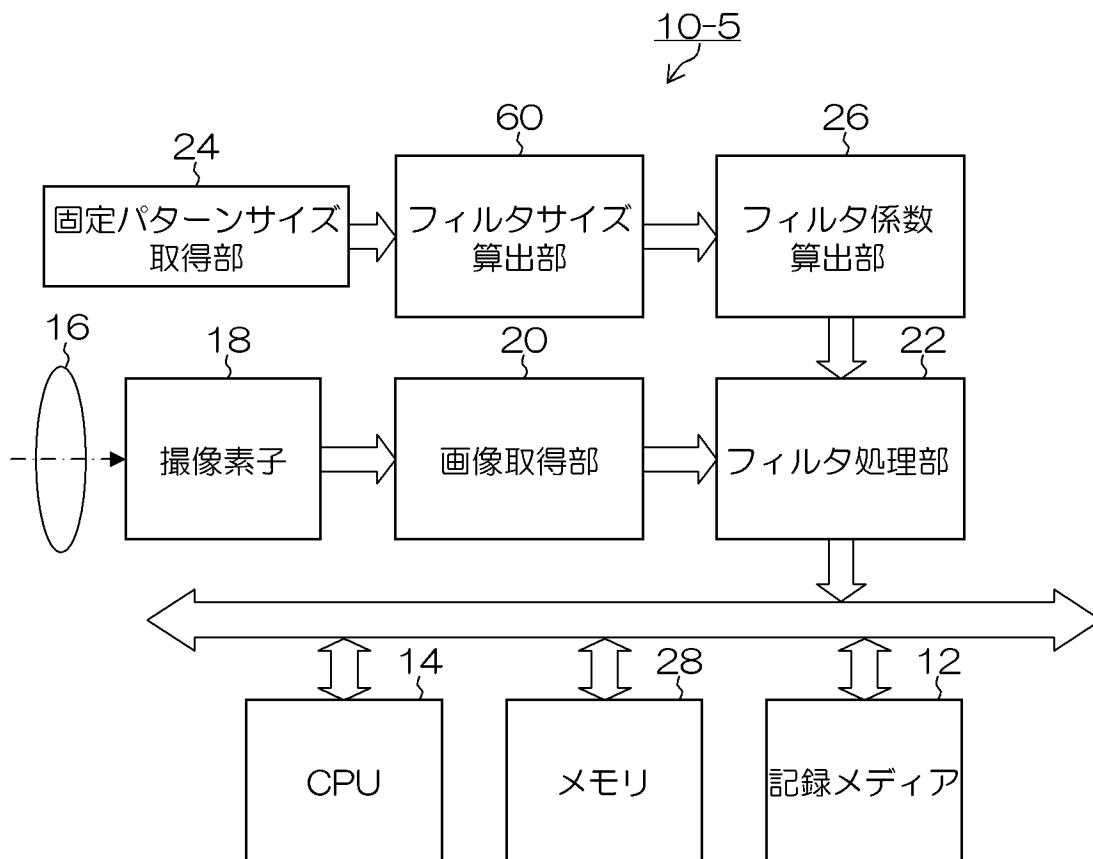 10-5
24
60
26
固定パターンサイズ
取得部
フィルタサイズ
算出部
フィルタ係数
算出部
16
18
20
22
撮像素子
画像取得部
フィルタ処理部
14
28
12
CPU
メモリ
記録メディア